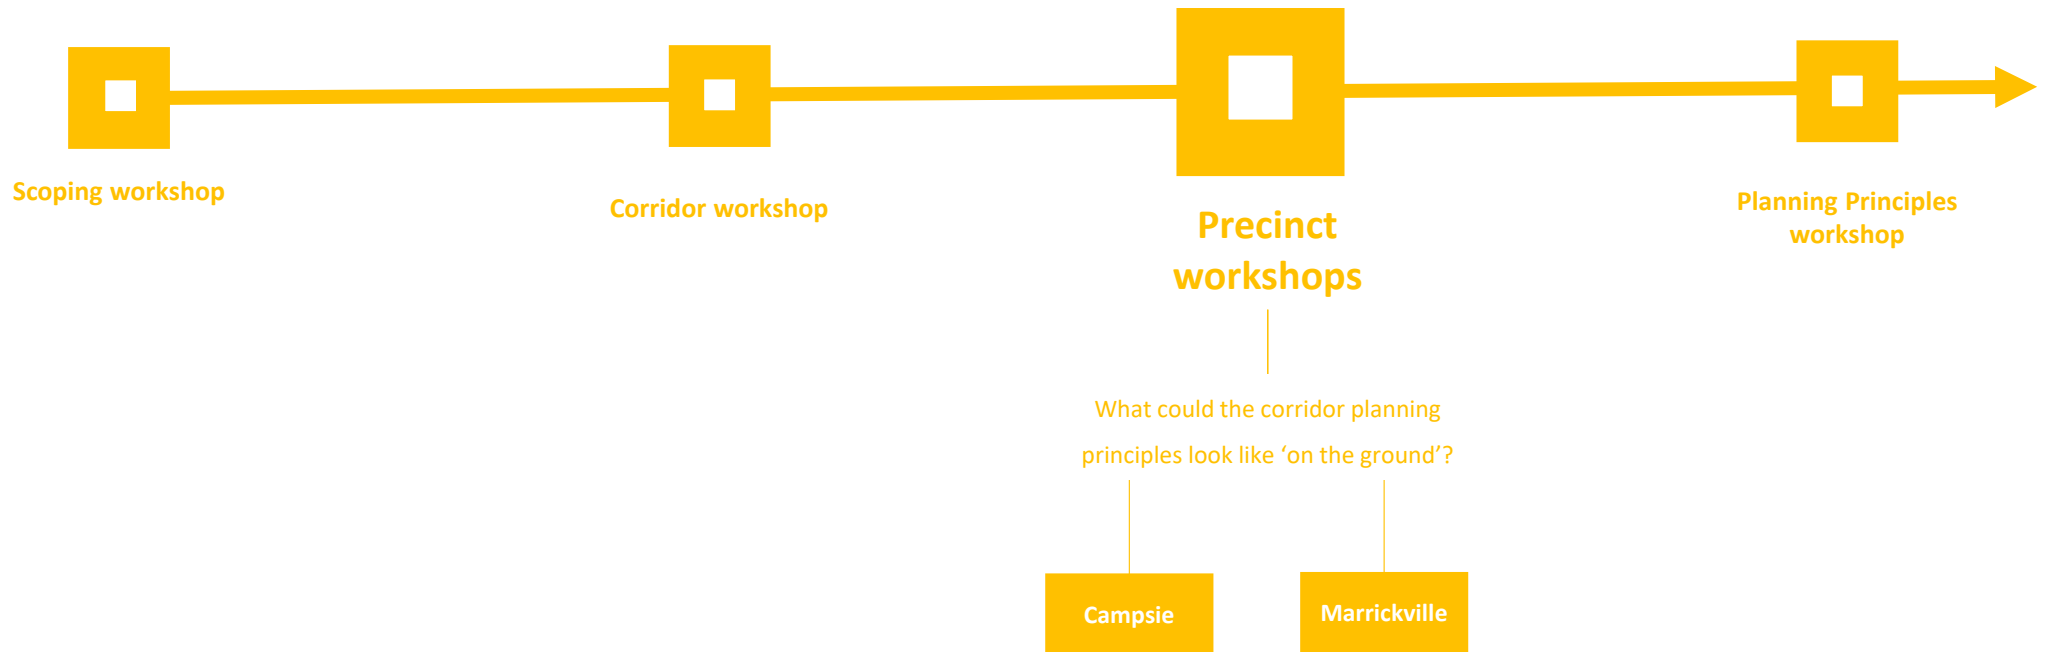 Scoping workshop
Corridor workshop
Precinct
workshops
Planning Principles
workshop
What could the corridor planning
principles look like ‘on the ground’?
Campsie
Marrickville